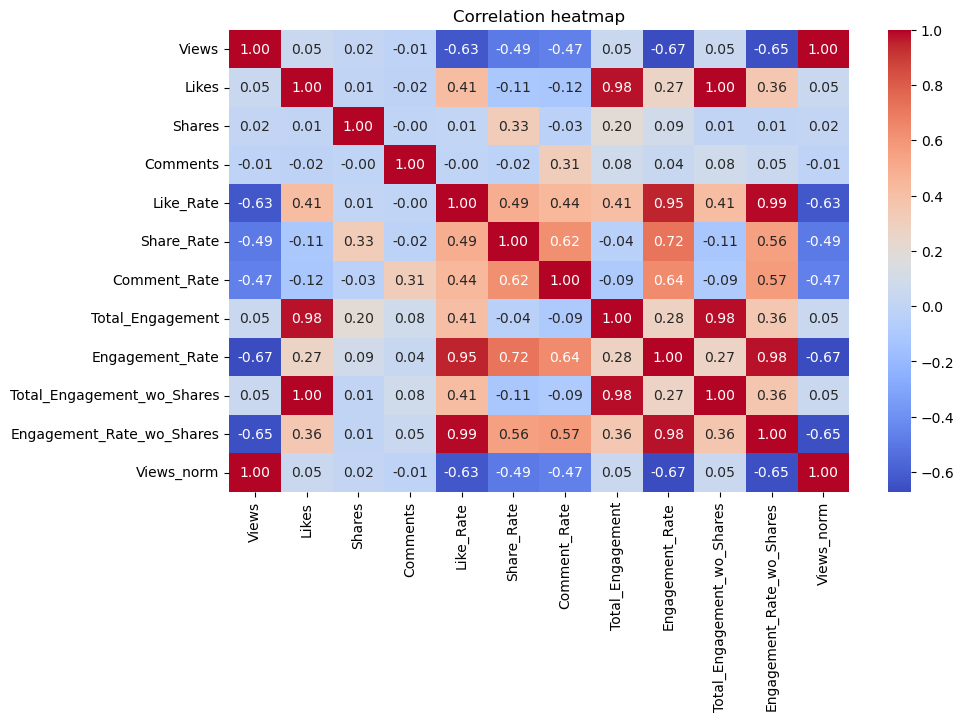 Correlation heatmap
Views 1.00 0.05 0.02 -0.01 -0.63 -0.49 -0.47 0.05 -0.67 0.05 -0.65 1.00
Likes 0.05 1.00 0.01 -0.02 0.41 -0.11 -0.12 0.98 0.27 1.00 0.36 0.05
Shares 0.02 0.01 1.00 -0.00 0.01 0.33 -0.03 0.20 0.09 0.01 0.01 0.02
Comments -0.01 -0.02 -0.00 1.00 -0.00 -0.02 0.31 0.08 0.04 0.08 0.05 -0.01
Like_Rate -0.63 0.41 0.01 -0.00 1.00 0.49 0.44 0.41 0.95 0.41 0.99 -0.63
Share_Rate -0.49 -0.11 0.33 -0.02 0.49 1.00 0.62 -0.04 0.72 -0.11 0.56 -0.49
Comment_Rate -0.47 -0.12 -0.03 0.31 0.44 0.62 1.00 -0.09 0.64 -0.09 0.57 -0.47
Total_Engagement 0.05 0.98 0.20 0.08 0.41 -0.04 -0.09 1.00 0.28 0.98 0.36 0.05
Engagement_Rate -0.67 0.27 0.09 0.04 0.95 0.72 0.64 0.28 1.00 0.27 0.98 -0.67
Total_Engagement_wo_Shares 0.05 1.00 0.01 0.08 0.41 -0.11 -0.09 0.98 0.27 1.00 0.36 0.05
Engagement_Rate_wo_Shares -0.65 0.36 0.01 0.05 0.99 0.56 0.57 0.36 0.98 0.36 1.00 -0.65
Views_norm 1.00 0.05 0.02 -0.01 -0.63 -0.49 -0.47 0.05 -0.67 0.05 -0.65 1.00
Views
Likes
Shares
Comments
Like_Rate
Share_Rate
Comment_Rate
Total_Engagement
Engagement_Rate
Total_Engagement_wo_Shares
Engagement_Rate_wo_Shares
Views_norm
1.0
0.8
0.6
0.4
0.2
0.0
−0.2
−0.4
−0.6